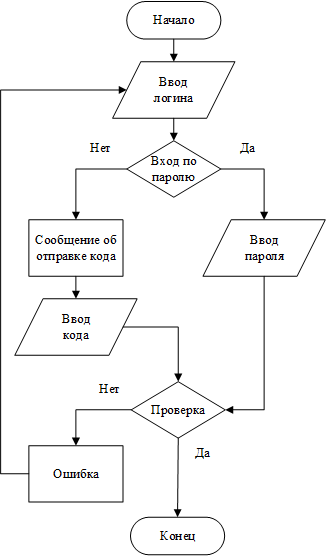 Начало
Ввод
логина
Нет
Да
Вход по
паролю
Сообщение об
отправке кода
Ввод
пароля
Ввод
кода
Нет
Проверка
Да
Ошибка
Конец